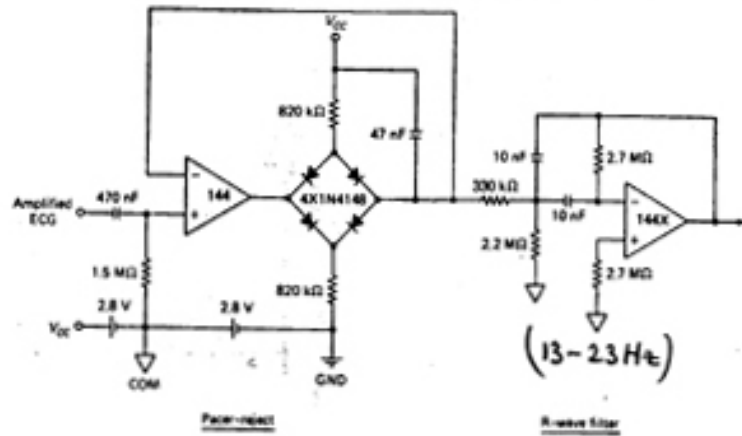 V_CC
820 kΩ
47 nF
10 nF
2.7 MΩ
144
4X1N4148
470 nF
Amplified
ECG
330 kΩ
10 nF
144X
2.2 MΩ
1.5 MΩ
820 kΩ
2.7 MΩ
2.8 V
2.8 V
V_CC
COM
GND
(13-23Hz)
Pacer-reject
R-wave filter